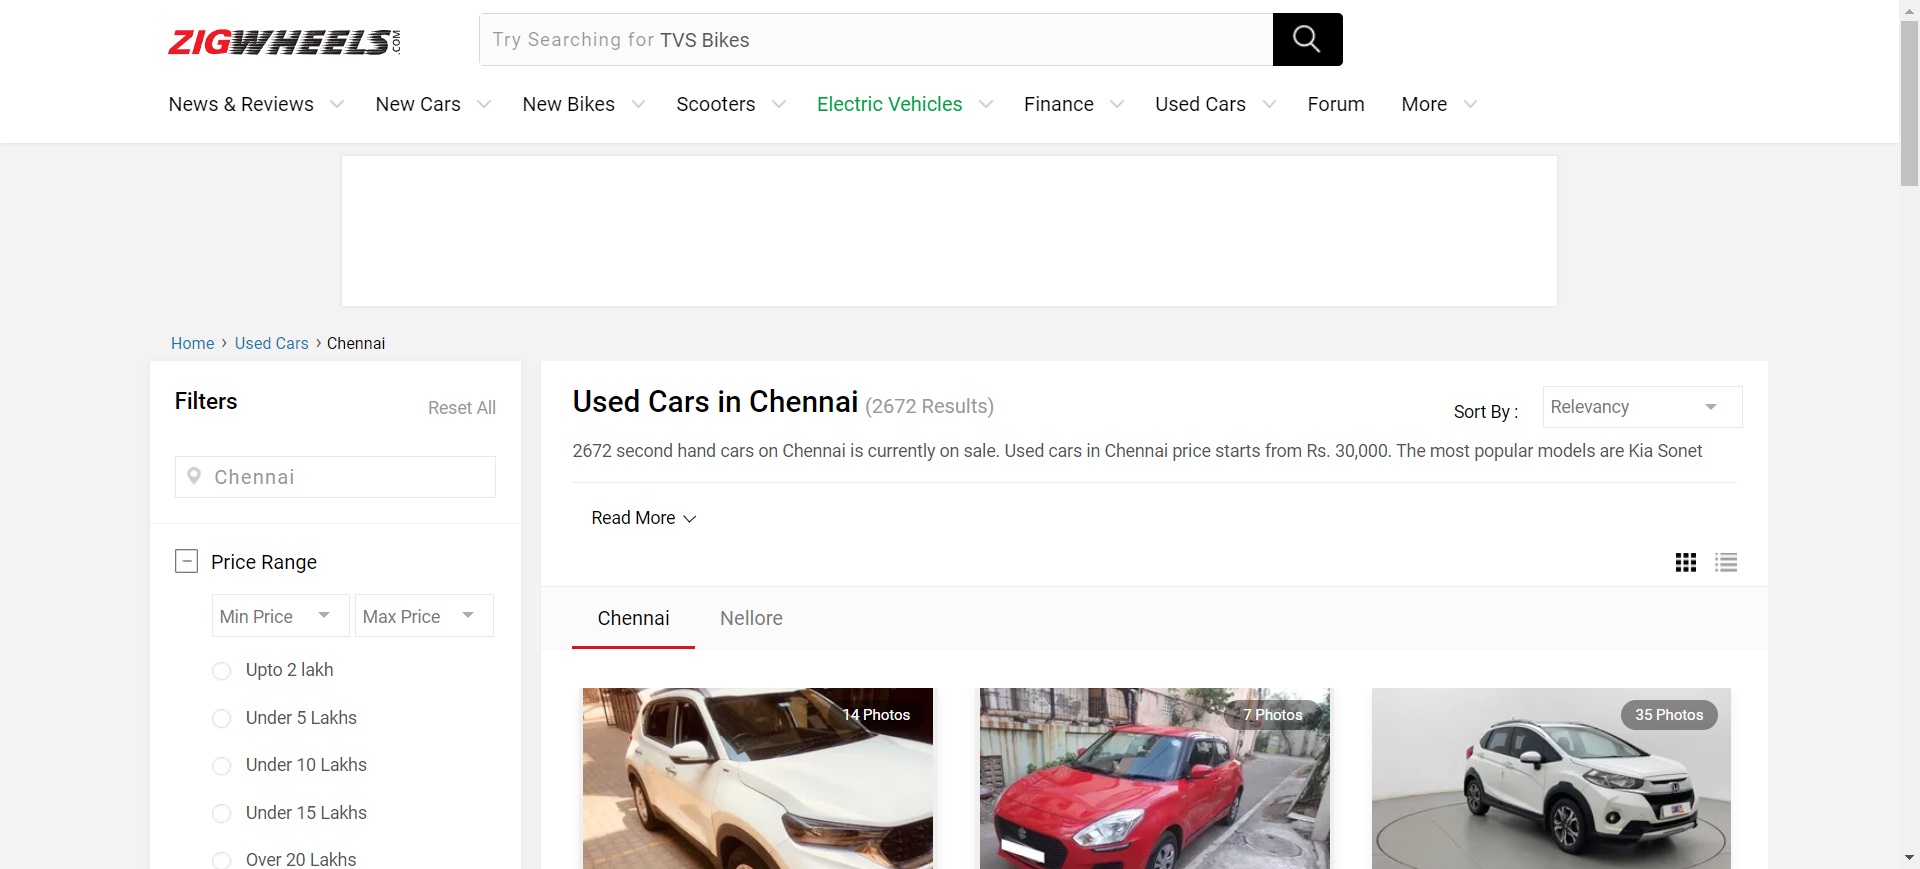 ZIGWHEELS.COM
Try Searching for TVS Bikes
News & Reviews New Cars New Bikes Scooters Electric Vehicles Finance Used Cars Forum More
Home › Used Cars › Chennai
Filters
Reset All
Chennai
Price Range
Min Price Max Price
Upto 2 lakh
Under 5 Lakhs
Under 10 Lakhs
Under 15 Lakhs
Over 20 Lakhs
Used Cars in Chennai (2672 Results)
Sort By : Relevancy
2672 second hand cars on Chennai is currently on sale. Used cars in Chennai price starts from Rs. 30,000. The most popular models are Kia Sonet
Read More
Chennai Nellore
14 Photos
7 Photos
35 Photos